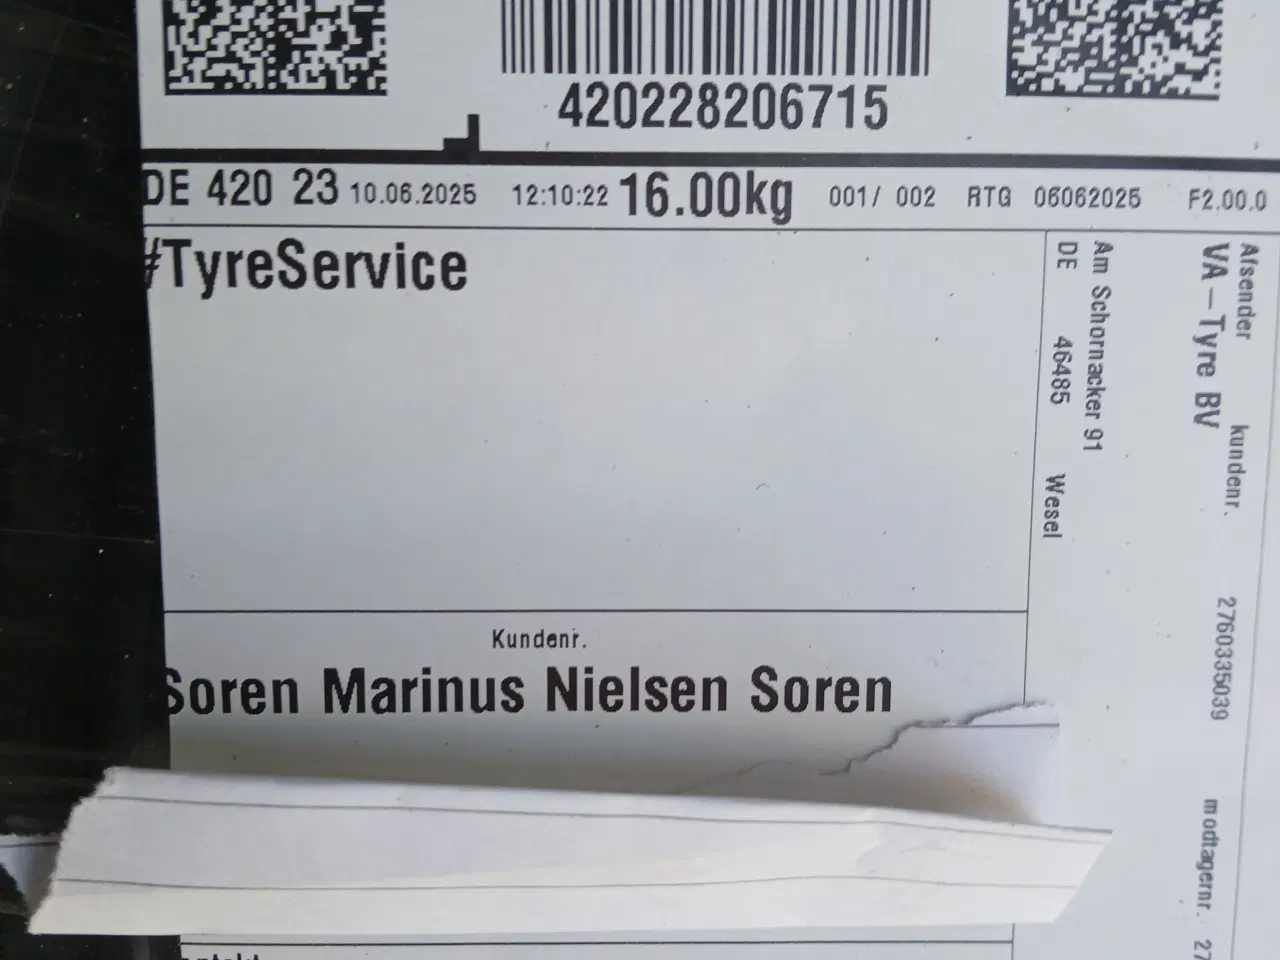 420228206715
DE 420 23 10.06.2025 12:10:22 16.00kg 001/ 002 RTG 06062025 F2.00.0
#TyreService
Afsender kundenr. 2760335039 modtagernr. 27
VA-Tyre BV
Am Schornacker 91
DE 46485 Wesel
Kundenr.
Soren Marinus Nielsen Soren